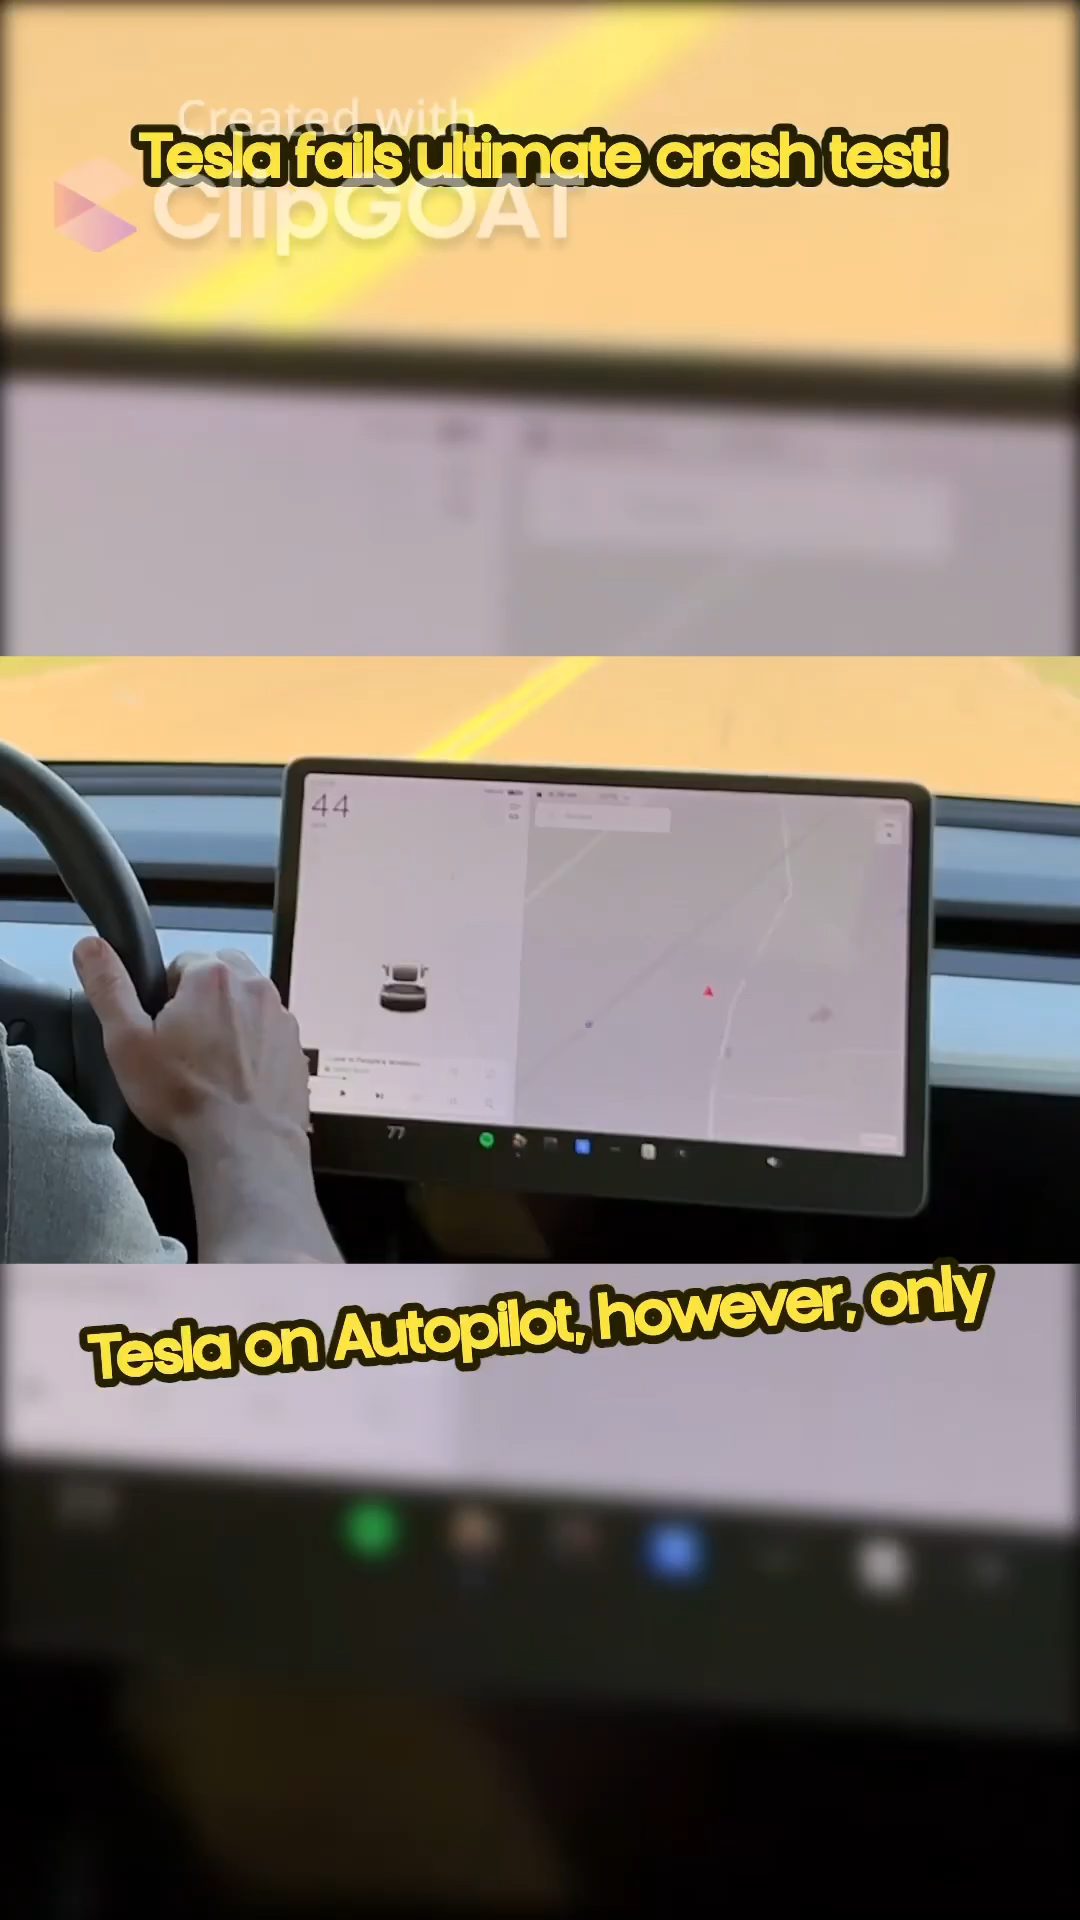 Created with
Tesla fails ultimate crash test!
ClipGOAT
44
77
Tesla on Autopilot, however, only